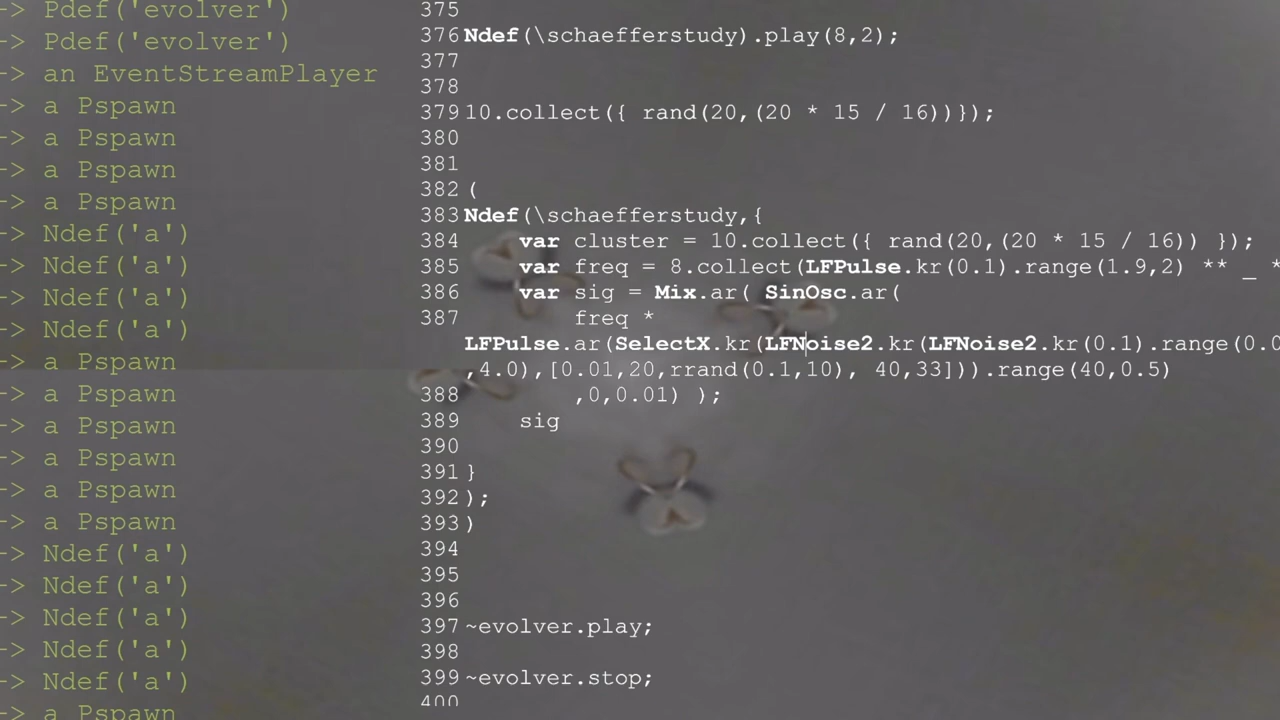 -> Pdef('evolver')
-> Pdef('evolver')
-> an EventStreamPlayer
-> a Pspawn
-> a Pspawn
-> a Pspawn
-> a Pspawn
-> Ndef('a')
-> Ndef('a')
-> Ndef('a')
-> Ndef('a')
-> a Pspawn
-> a Pspawn
-> a Pspawn
-> a Pspawn
-> a Pspawn
-> a Pspawn
-> Ndef('a')
-> Ndef('a')
-> Ndef('a')
-> Ndef('a')
-> Ndef('a')
-> a Pspawn
375
376 Ndef(\schaefferstudy).play(8,2);
377
378
379 10.collect({ rand(20,(20 * 15 / 16))});
380
381
382 (
383 Ndef(\schaefferstudy,{
384 var cluster = 10.collect({ rand(20,(20 * 15 / 16)) });
385 var freq = 8.collect(LFPulse.kr(0.1).range(1.9,2) ** _ *
386 var sig = Mix.ar( SinOsc.ar(
387 freq *
LFPulse.ar(SelectX.kr(LFNoise2.kr(LFNoise2.kr(0.1).range(0.0
,4.0),[0.01,20,rrand(0.1,10), 40,33])).range(40,0.5)
388 ,0,0.01) );
389 sig
390
391 }
392 );
393 )
394
395
396
397 ~evolver.play;
398
399 ~evolver.stop;
400